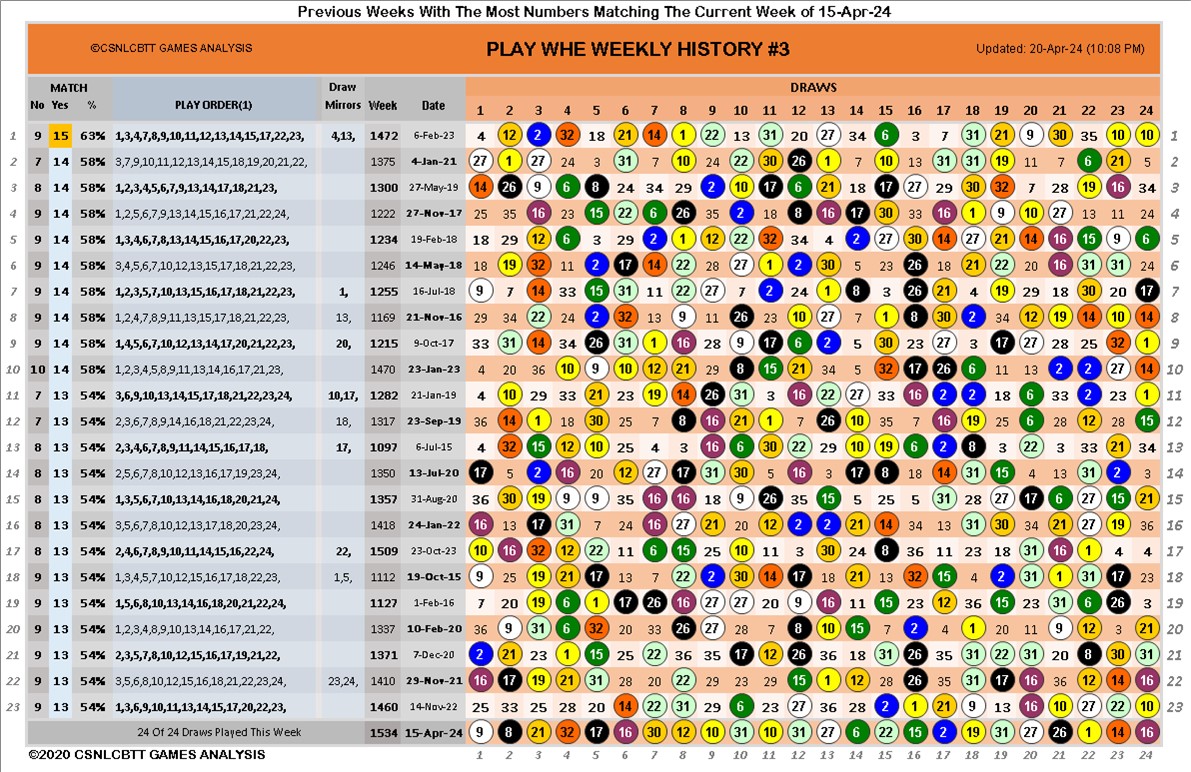 Previous Weeks With The Most Numbers Matching The Current Week of 15-Apr-24
©CSNLCBTT GAMES ANALYSIS PLAY WHE WEEKLY HISTORY #3 Updated: 20-Apr-24 (10:08 PM)
MATCH Draw DRAWS
No Yes % PLAY ORDER(1) Mirrors Week Date 1 2 3 4 5 6 7 8 9 10 11 12 13 14 15 16 17 18 19 20 21 22 23 24
1 9 15 63% 1,3,4,7,8,9,10,11,12,13,14,15,17,22,23, 4,13, 1472 6-Feb-23 4 12 2 32 18 21 14 1 22 13 31 20 27 34 6 3 7 31 21 9 30 35 10 10 1
2 7 14 58% 3,7,9,10,11,12,13,14,15,18,19,20,21,22, 1375 4-Jan-21 27 1 27 24 3 31 7 10 24 22 30 26 1 7 10 13 31 31 19 11 7 6 21 5 2
3 8 14 58% 1,2,3,4,5,6,7,9,13,14,17,18,21,23, 1300 27-May-19 14 26 9 6 8 24 34 29 2 10 17 6 21 18 17 27 29 30 32 7 28 19 16 34 3
4 9 14 58% 1,2,5,6,7,9,13,14,15,16,17,21,22,24, 1222 27-Nov-17 25 35 16 23 15 22 6 26 35 2 18 8 16 14 30 33 16 1 9 10 27 13 11 24 4
5 9 14 58% 1,3,4,6,7,8,13,14,15,16,17,20,22,23, 1234 19-Feb-18 18 29 12 6 3 29 2 1 12 22 32 34 4 2 27 30 14 27 21 14 16 15 9 6 5
6 9 14 58% 3,4,5,6,7,10,12,13,15,17,18,21,22,23, 1246 14-May-18 18 19 32 11 2 17 14 22 28 27 1 2 30 5 23 26 18 21 22 20 16 31 31 24 6
7 9 14 58% 1,2,3,5,7,10,13,15,16,17,18,21,22,23, 1, 1255 16-Jul-18 9 7 14 33 15 31 11 22 27 7 2 24 1 8 3 26 21 4 19 29 18 30 20 17 7
8 9 14 58% 1,2,4,7,8,9,11,13,15,17,18,21,22,23, 13, 1169 21-Nov-16 29 34 22 24 2 32 13 9 11 26 23 10 27 7 1 8 30 2 34 12 19 14 10 14 8
9 9 14 58% 1,4,5,6,7,10,12,13,14,17,20,21,22,23, 20, 1215 9-Oct-17 33 31 14 34 26 31 1 16 28 9 17 6 2 5 30 23 27 3 17 27 28 25 32 1 9
10 10 14 58% 1,2,3,4,5,8,9,11,13,14,16,17,21,23, 1470 23-Jan-23 4 20 36 10 9 10 12 21 29 8 15 21 34 5 32 17 26 6 11 13 2 2 27 14 10
11 7 14 58% 3,6,9,10,13,14,15,17,18,21,22,23,24, 10,17, 1282 21-Jan-19 4 10 29 33 21 23 19 14 26 31 3 16 22 27 33 16 2 2 18 6 33 2 23 1 11
12 7 13 54% 2,3,6,7,8,9,14,16,18,21,22,23,24, 18, 1317 23-Sep-19 36 14 1 18 30 25 7 8 16 21 1 7 26 10 35 7 16 19 25 6 28 12 28 15 12
13 8 13 54% 2,3,4,6,7,8,9,11,13,15,16,17,18, 17, 1097 6-Jul-15 4 32 15 12 10 25 4 3 16 6 30 22 29 10 19 6 2 8 3 22 3 33 21 34 13
14 8 13 54% 2,5,6,7,8,10,12,13,16,17,19,23,24, 1350 13-Jul-20 17 5 2 16 20 12 27 17 31 30 5 16 3 17 8 18 14 31 15 4 13 31 2 3 14
15 8 13 54% 1,3,5,6,7,10,13,14,16,18,20,21,24, 1357 31-Aug-20 36 30 19 9 9 35 16 16 18 9 26 35 15 5 25 5 31 28 27 17 6 27 15 21 15
16 8 13 54% 3,5,6,7,8,10,12,13,17,18,20,23,24, 1418 24-Jan-22 16 13 17 31 7 24 16 27 21 20 12 2 2 21 14 34 13 31 30 34 21 27 19 36 16
17 8 13 54% 2,4,6,7,8,9,10,11,14,15,16,22,24, 22, 1509 23-Oct-23 10 16 32 12 22 11 6 15 25 10 11 3 30 24 8 36 11 23 18 31 16 1 4 4 17
18 9 13 54% 1,3,4,5,7,10,12,15,17,18,22,23, 1,5, 1112 19-Oct-15 9 25 19 21 17 13 7 22 2 30 14 17 18 21 13 32 15 4 2 31 1 31 17 23 18
19 9 13 54% 1,5,6,8,10,13,15,16,18,20,21,22,24, 1127 1-Feb-16 7 20 19 6 1 17 26 16 27 27 20 9 16 11 15 23 12 36 15 23 31 6 26 3 19
20 9 13 54% 1,2,3,4,8,9,10,13,14,16,17,21,22, 1337 10-Feb-20 36 9 31 6 32 20 33 26 27 28 7 8 10 15 7 2 4 1 20 11 9 12 3 21 20
21 9 13 54% 2,3,5,7,8,10,12,15,16,17,19,21,22, 1371 7-Dec-20 2 21 23 1 15 25 22 36 35 17 12 26 36 18 31 26 35 31 22 31 20 8 30 31 21
22 9 13 54% 3,5,6,8,10,12,15,16,18,21,22,23,24, 23,24, 1410 29-Nov-21 16 17 19 21 31 28 20 22 29 23 22 15 1 12 28 26 35 31 17 16 36 12 14 16 22
23 9 13 54% 1,3,6,9,10,11,13,14,15,17,20,22,23, 1460 14-Nov-22 25 33 25 28 20 14 22 31 29 6 23 27 36 28 2 1 21 9 13 16 10 27 22 10 23
24 Of 24 Draws Played This Week 1534 15-Apr-24 9 8 21 32 17 16 30 12 10 31 10 31 27 6 22 15 2 19 31 27 26 1 14 16
©2020 CSNLCBTT GAMES ANALYSIS 1 2 3 4 5 6 7 8 9 10 11 12 13 14 15 16 17 18 19 20 21 22 23 24